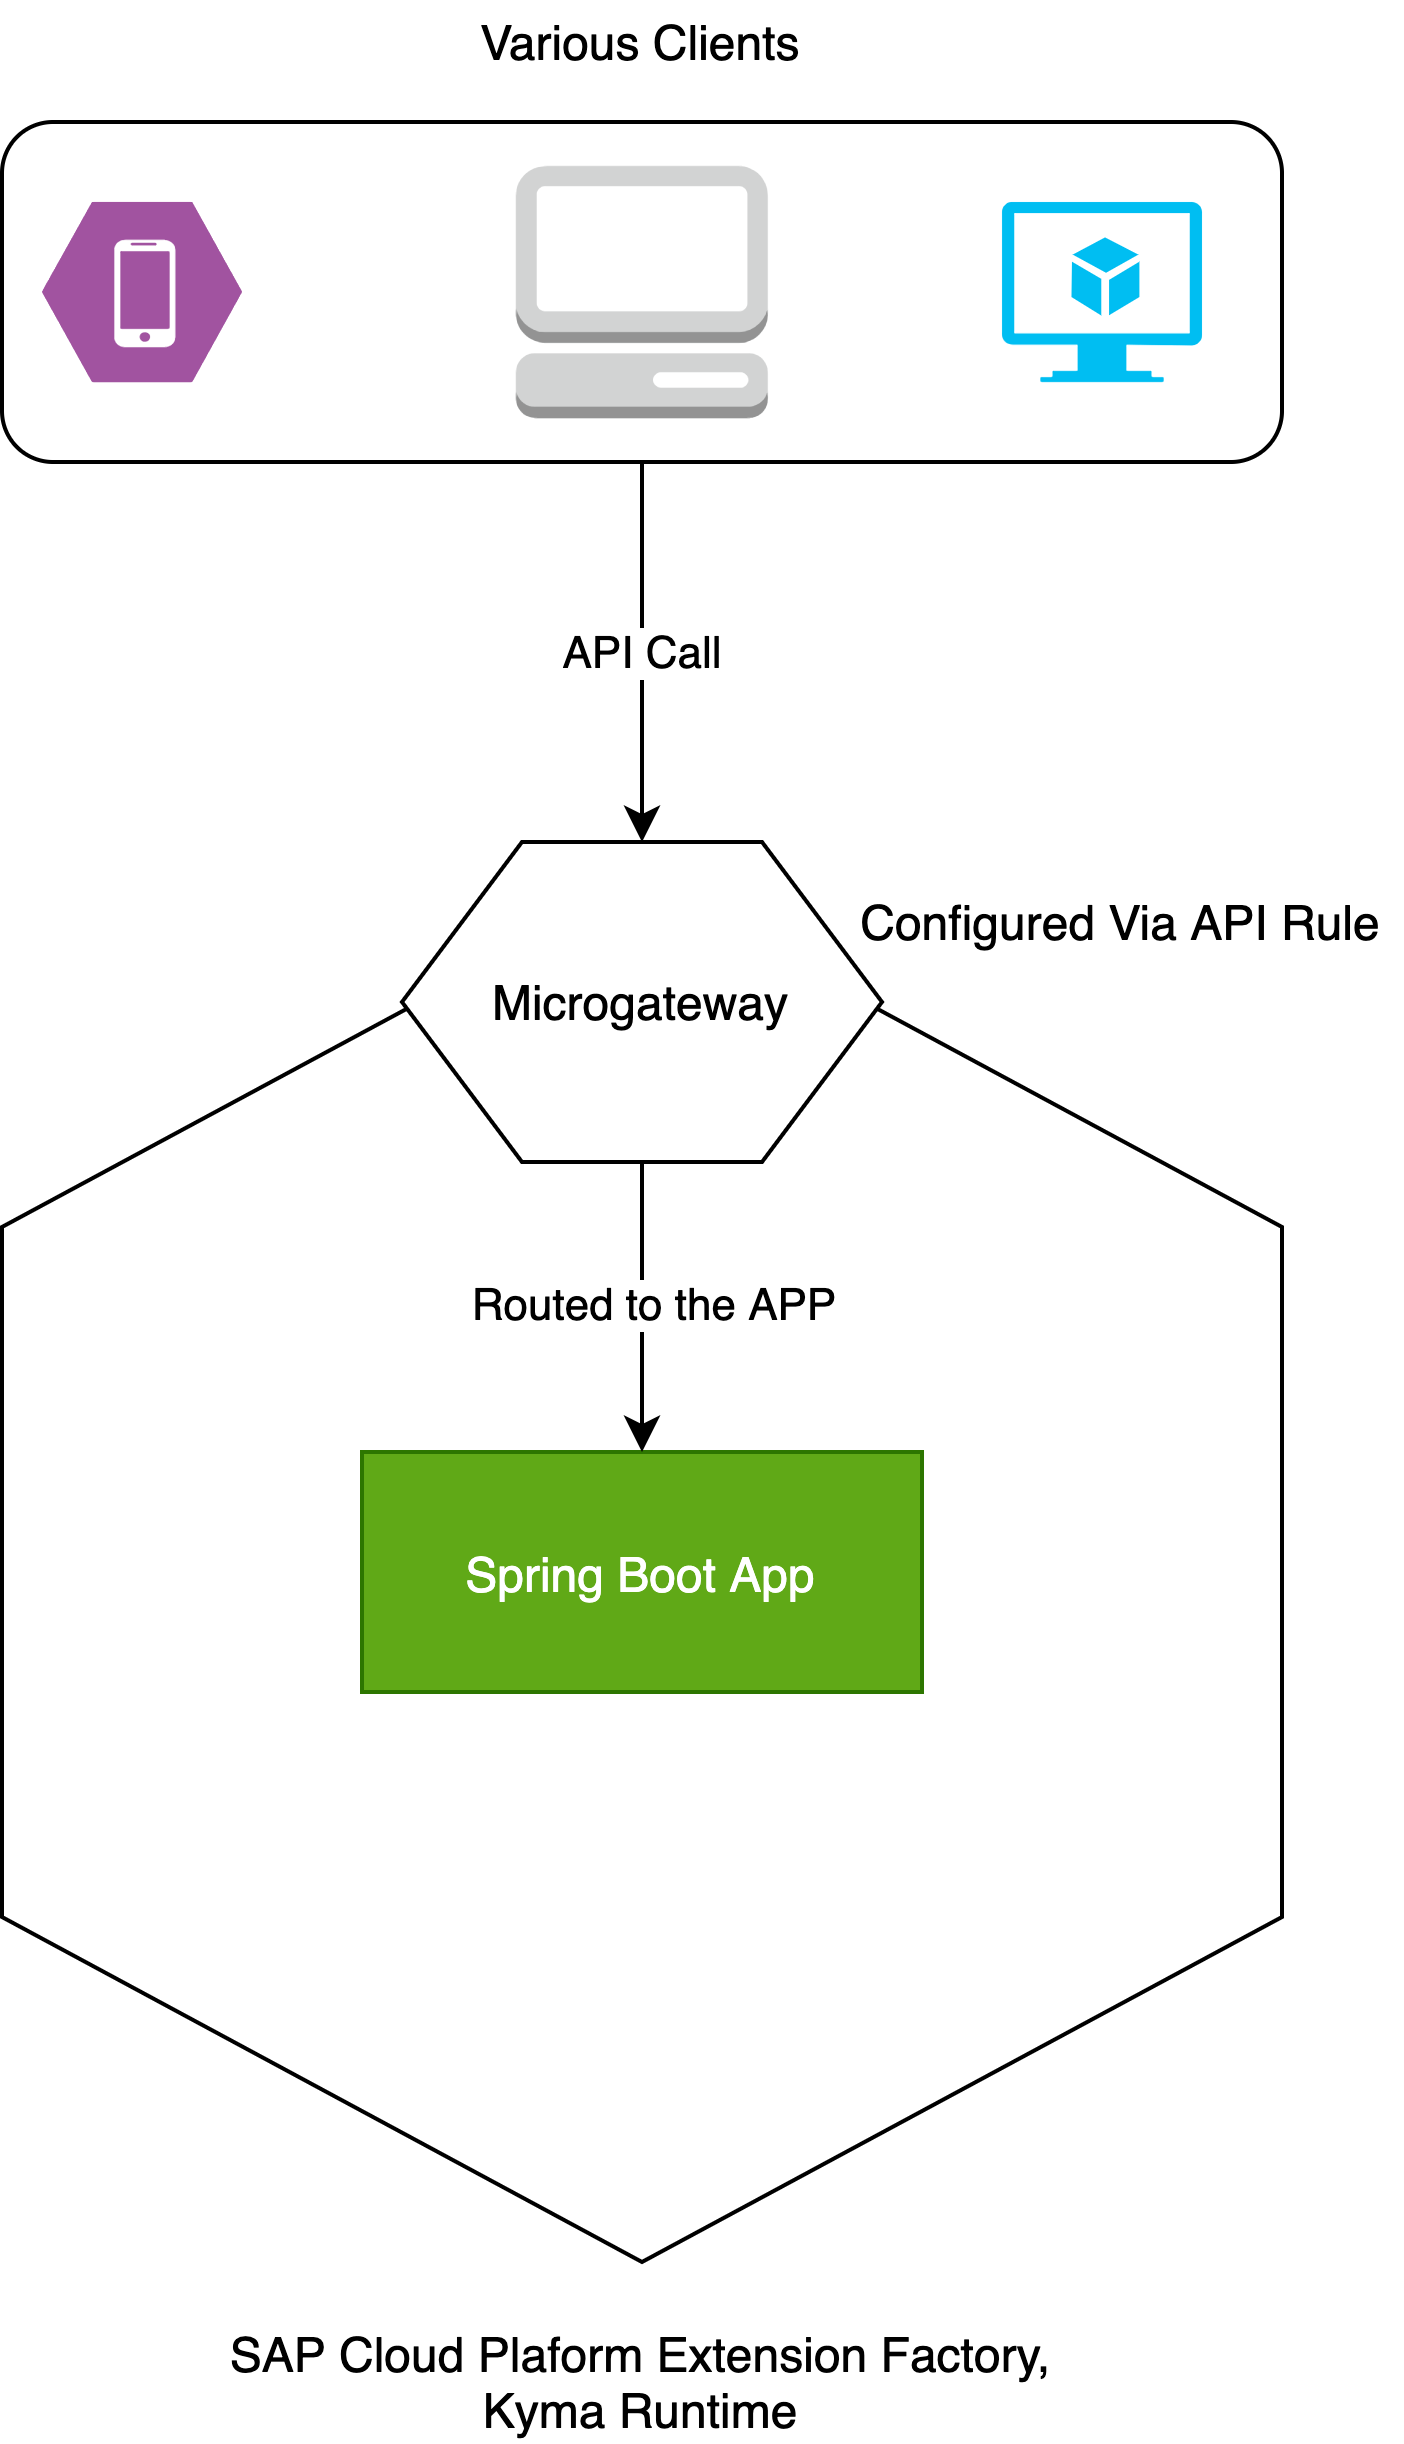 Various Clients
API Call
Configured Via API Rule
Microgateway
Routed to the APP
Spring Boot App
SAP Cloud Plaform Extension Factory,
Kyma Runtime